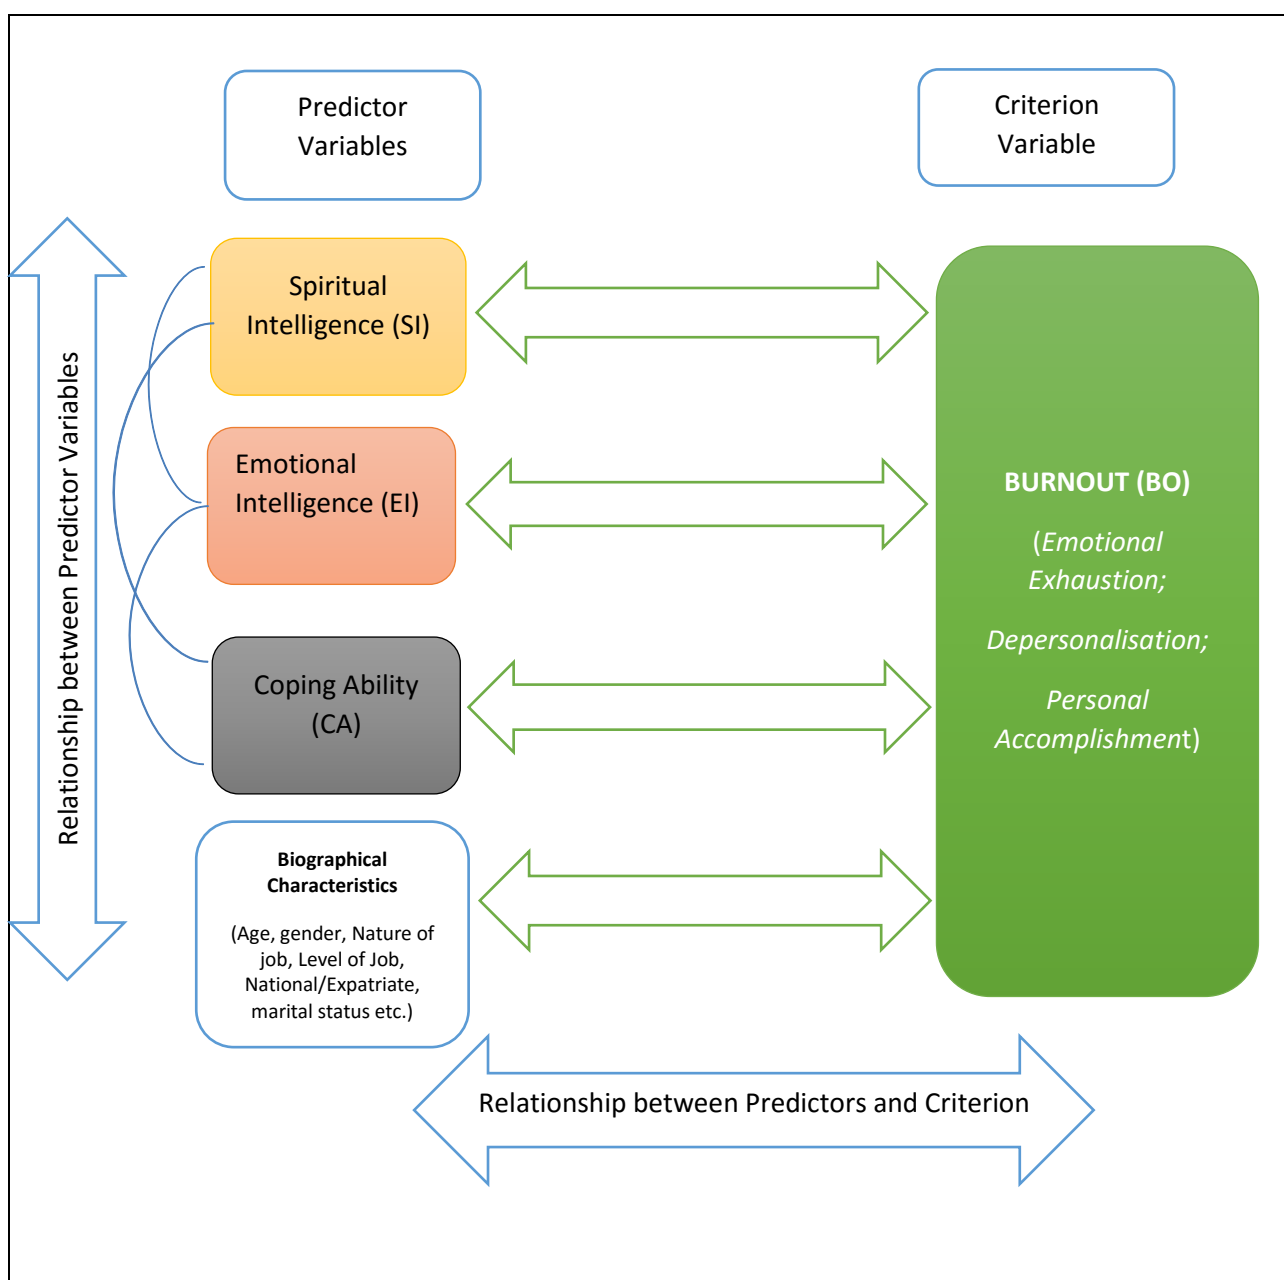 Predictor
Variables
Criterion
Variable
Relationship between Predictor Variables
Spiritual
Intelligence (SI)
Emotional
Intelligence (EI)
Coping Ability
(CA)
Biographical
Characteristics
(Age, gender, Nature of
job, Level of Job,
National/Expatriate,
marital status etc.)
BURNOUT (BO)
(Emotional
Exhaustion;
Depersonalisation;
Personal
Accomplishment)
Relationship between Predictors and Criterion